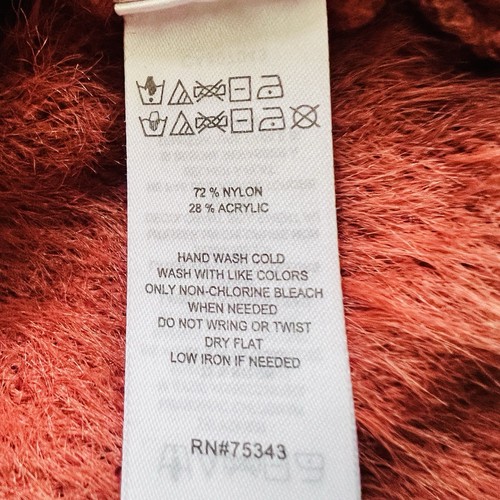 72 % NYLON
28 % ACRYLIC
HAND WASH COLD
WASH WITH LIKE COLORS
ONLY NON-CHLORINE BLEACH
WHEN NEEDED
DO NOT WRING OR TWIST
DRY FLAT
LOW IRON IF NEEDED
RN#75343